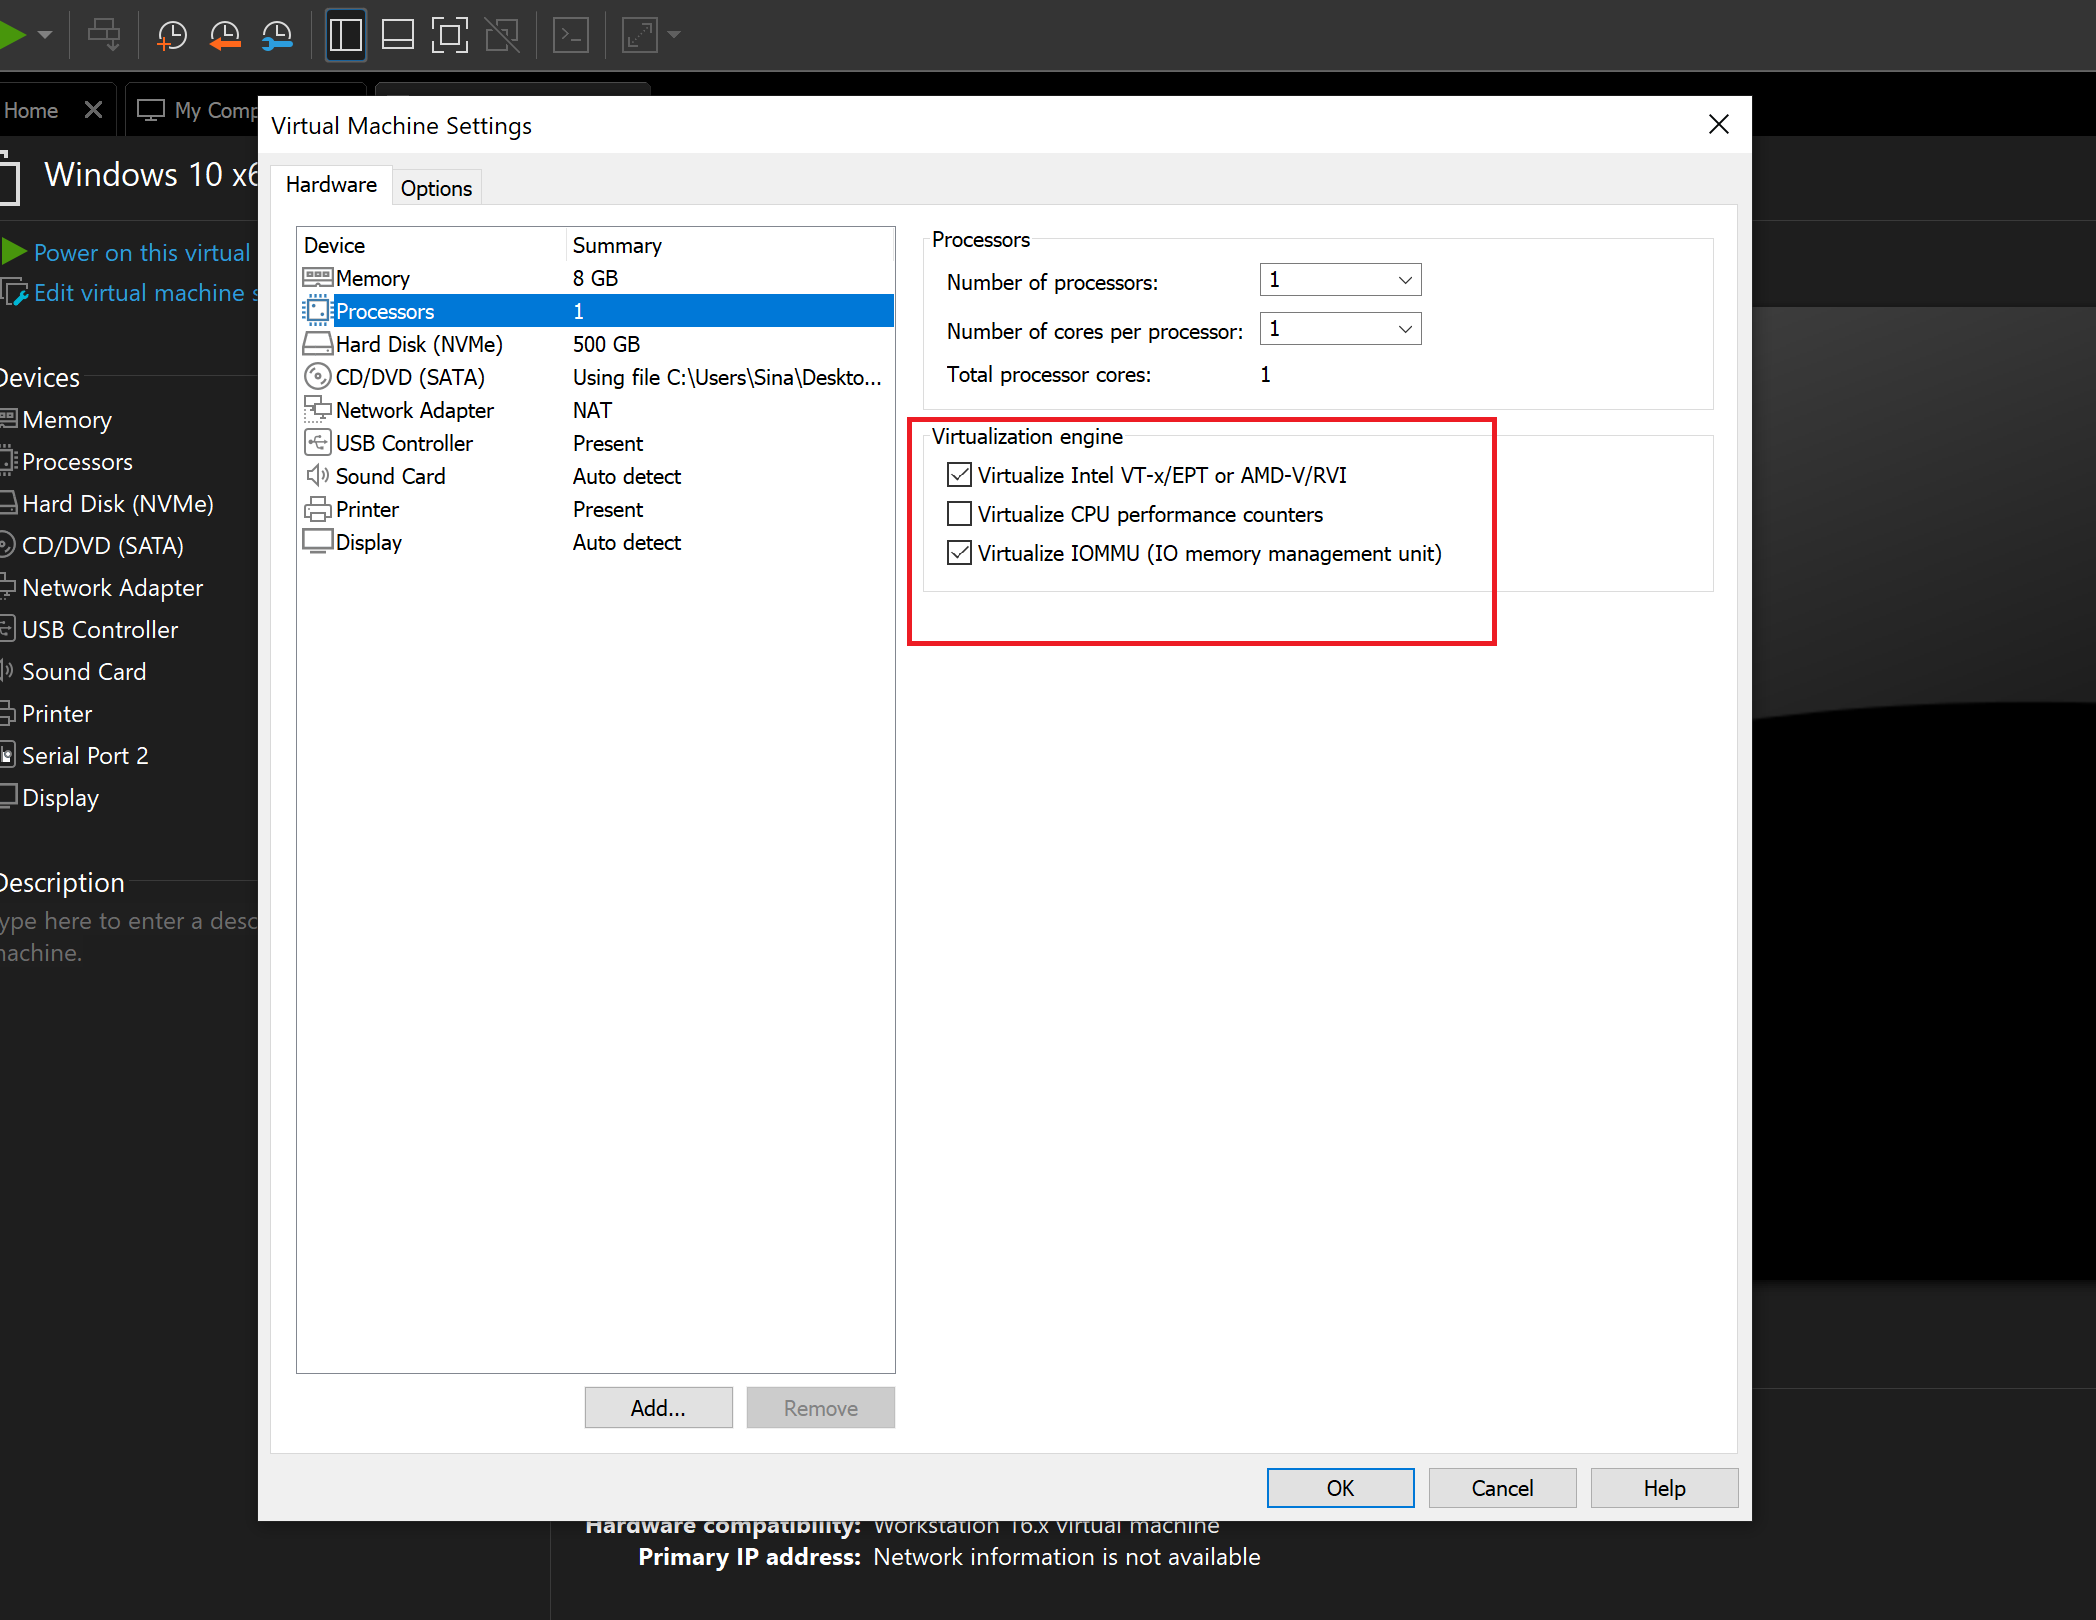 Home
My Comp
Windows 10 x6
Power on this virtual
Edit virtual machine s
Devices
Memory
Processors
Hard Disk (NVMe)
CD/DVD (SATA)
Network Adapter
USB Controller
Sound Card
Printer
Serial Port 2
Display
Description
ype here to enter a desc
achine.
Virtual Machine Settings
Hardware
Options
Device Summary
Memory 8 GB
Processors 1
Hard Disk (NVMe) 500 GB
CD/DVD (SATA) Using file C:\Users\Sina\Deskto...
Network Adapter NAT
USB Controller Present
Sound Card Auto detect
Printer Present
Display Auto detect
Add...
Remove
Processors
Number of processors: 1
Number of cores per processor: 1
Total processor cores: 1
Virtualization engine
Virtualize Intel VT-x/EPT or AMD-V/RVI
Virtualize CPU performance counters
Virtualize IOMMU (IO memory management unit)
OK
Cancel
Help
Hardware compatibility: Workstation 16.x virtual machine
Primary IP address: Network information is not available